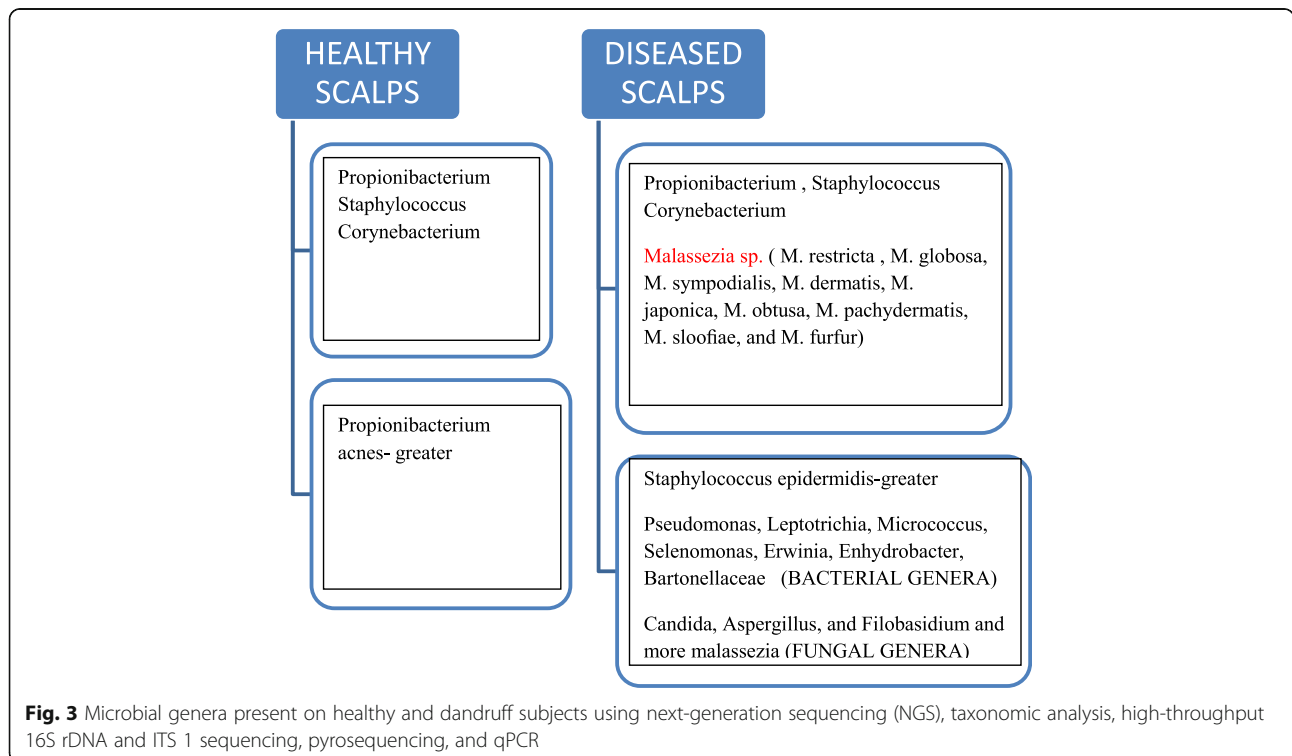 HEALTHY
SCALPS
Propionibacterium
Staphylococcus
Corynebacterium
Propionibacterium
acnes- greater
DISEASED
SCALPS
Propionibacterium , Staphylococcus
Corynebacterium
Malassezia sp. ( M. restricta , M. globosa,
M. sympodialis, M. dermatis, M.
japonica, M. obtusa, M. pachydermatis,
M. sloofiae, and M. furfur)
Staphylococcus epidermidis-greater
Pseudomonas, Leptotrichia, Micrococcus,
Selenomonas, Erwinia, Enhydrobacter,
Bartonellaceae (BACTERIAL GENERA)
Candida, Aspergillus, and Filobasidium and
more malassezia (FUNGAL GENERA)
Fig. 3 Microbial genera present on healthy and dandruff subjects using next-generation sequencing (NGS), taxonomic analysis, high-throughput
16S rDNA and ITS 1 sequencing, pyrosequencing, and qPCR